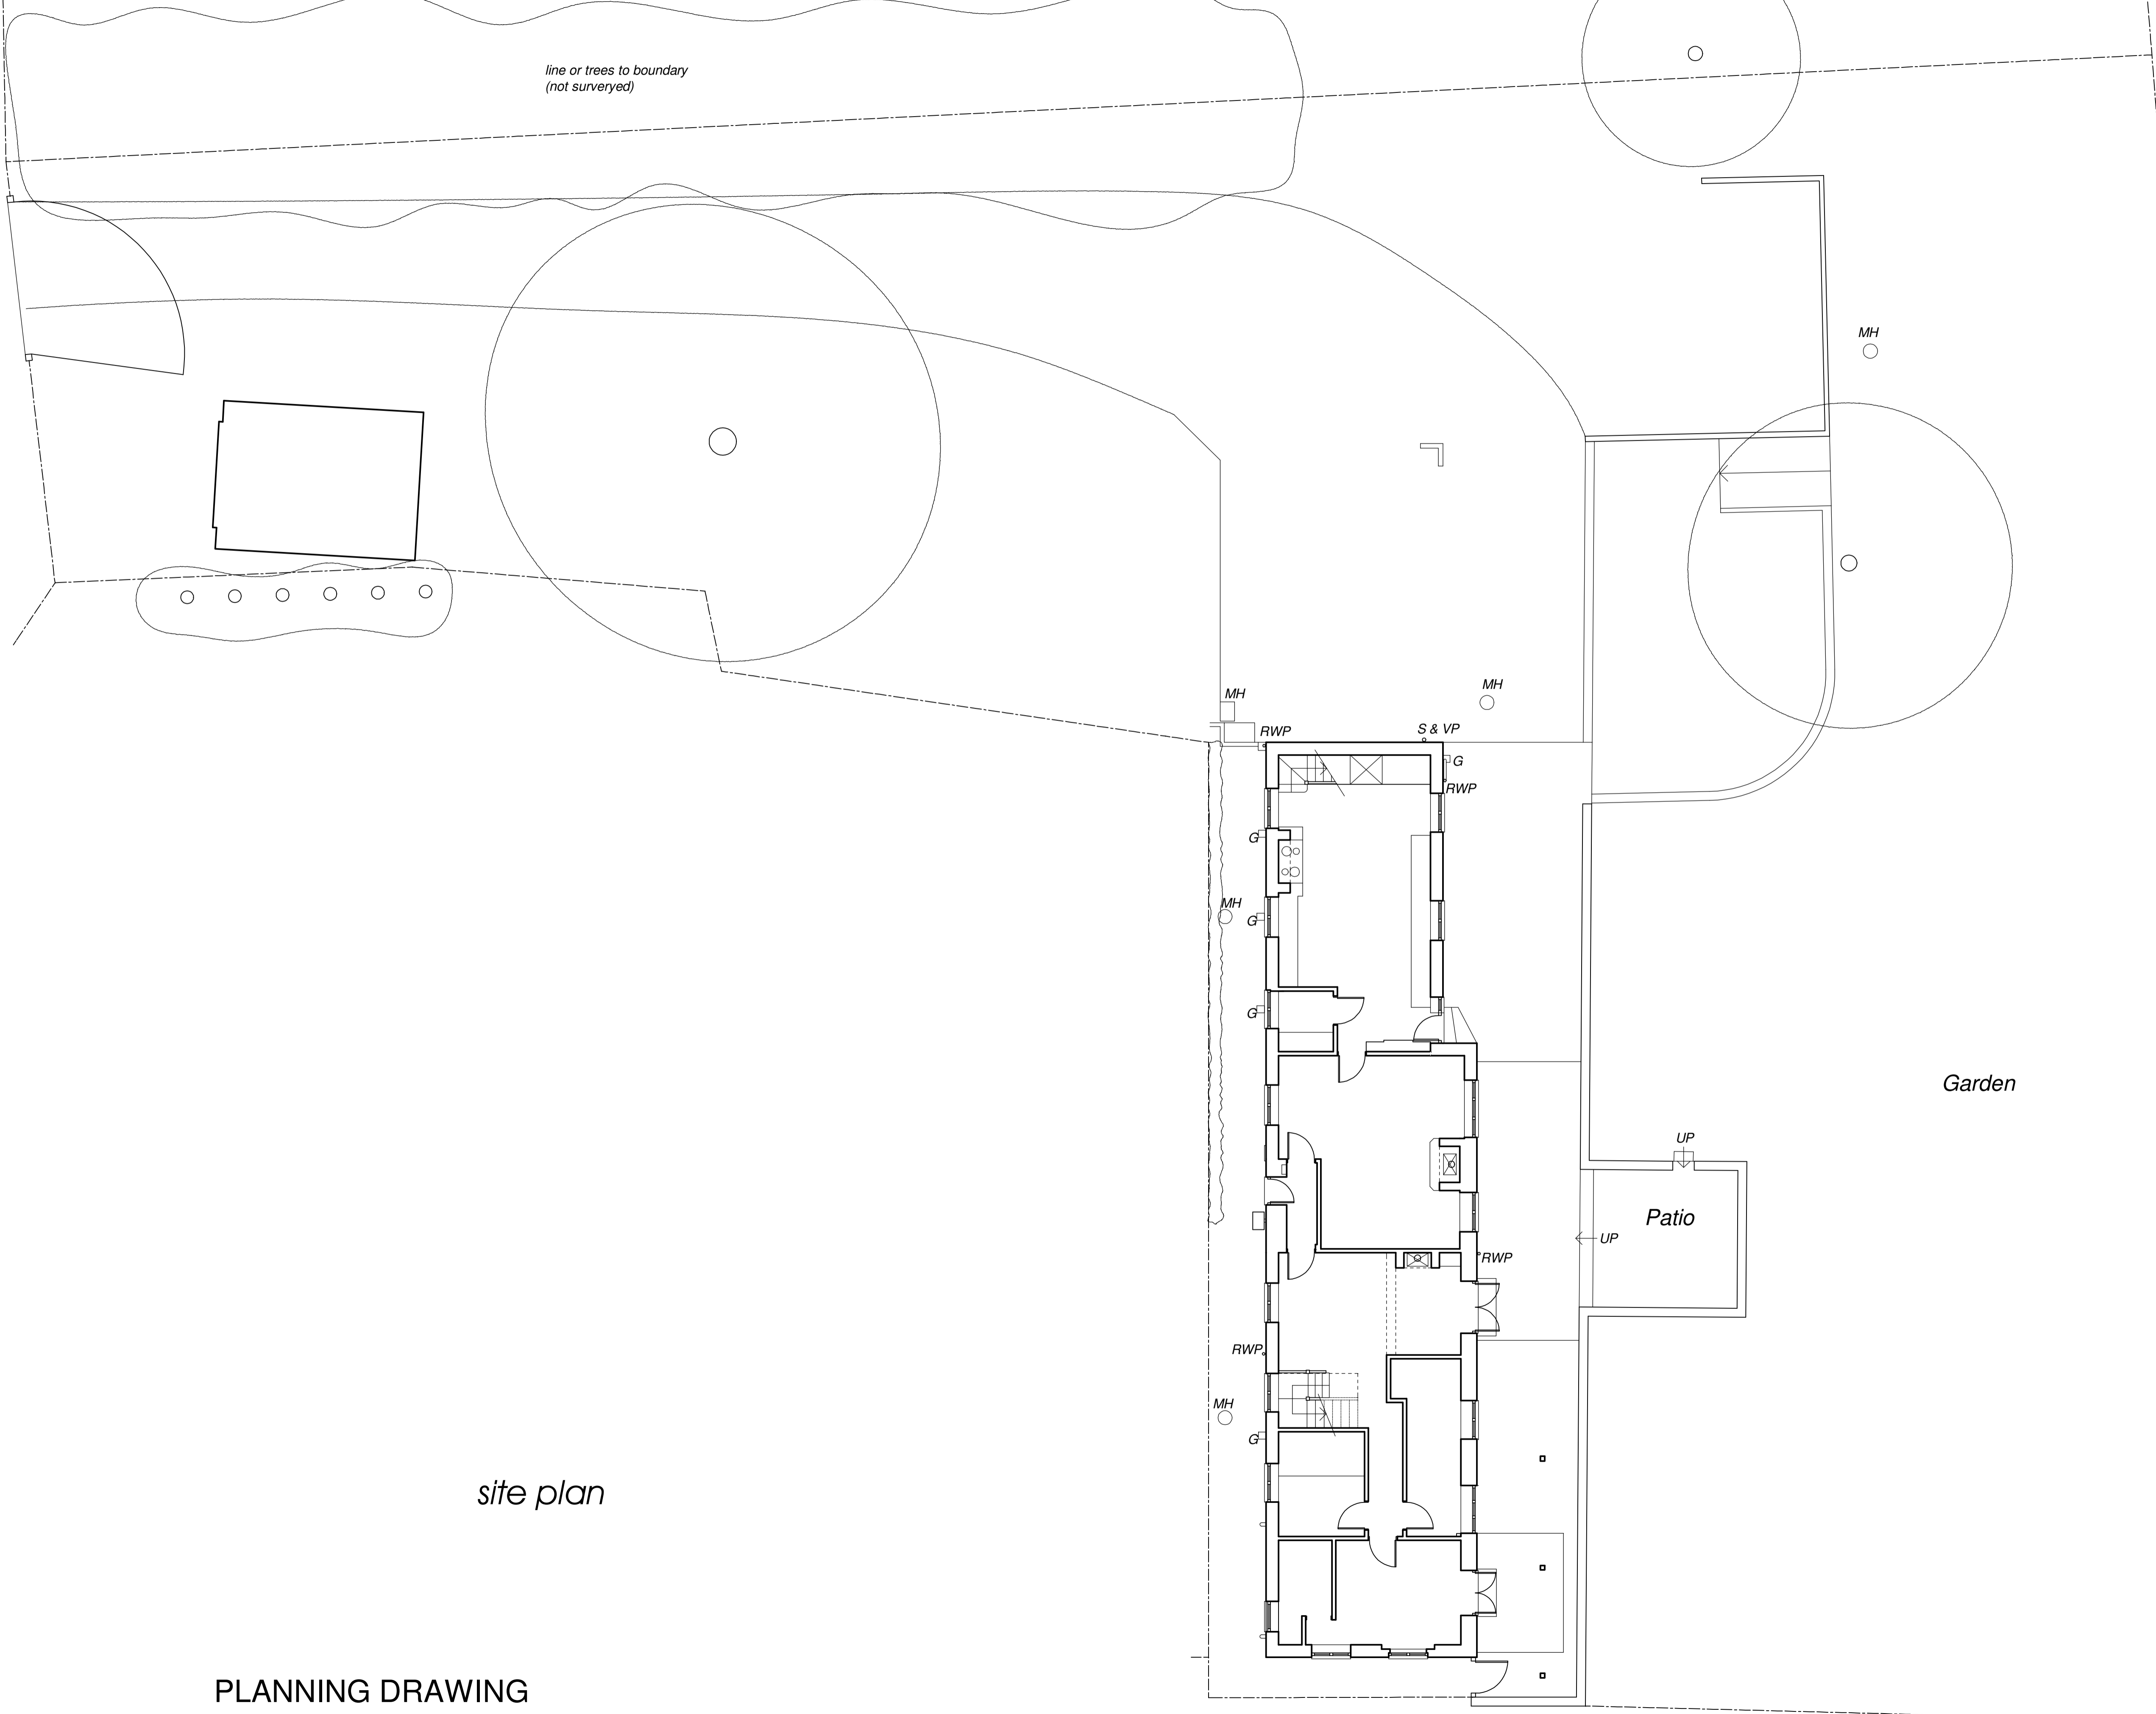 line or trees to boundary
(not surveryed)
MH
MH
MH
RWP
S & VP
G
RWP
G
MH
G
G
Garden
UP
Patio
UP
RWP
RWP
MH
G
site plan
PLANNING DRAWING